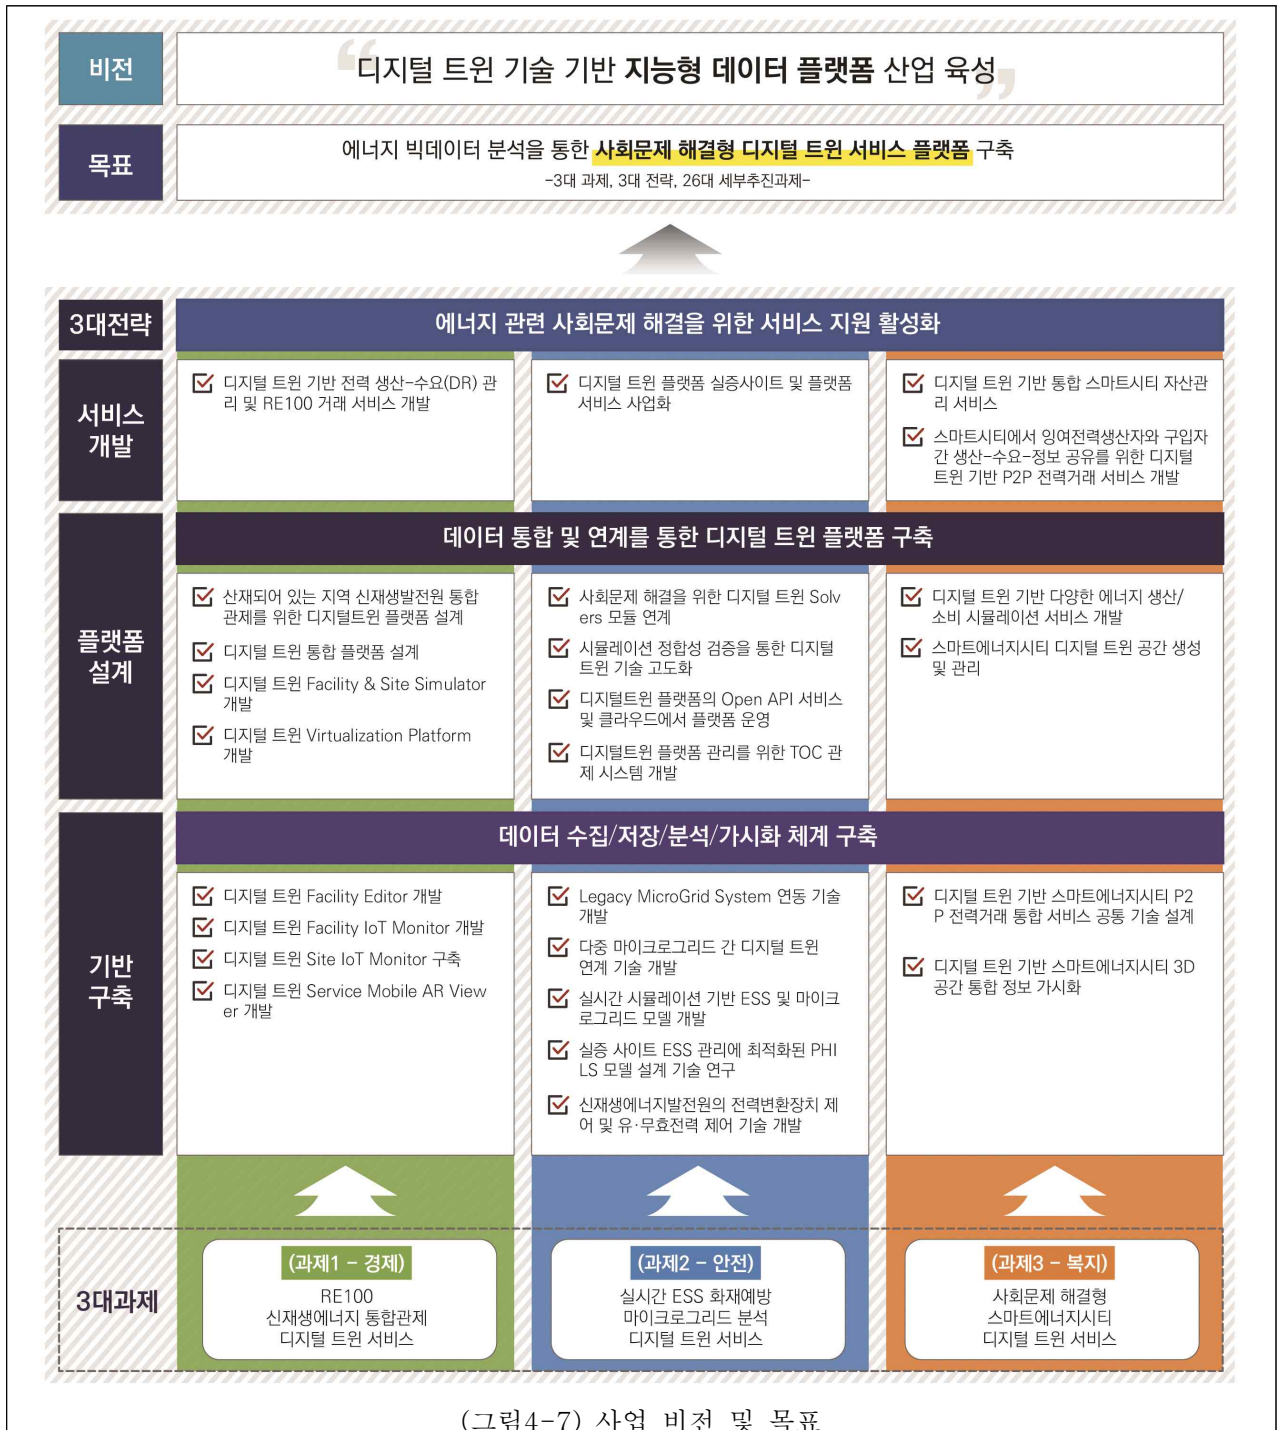 비전
“디지털 트윈 기술 기반 지능형 데이터 플랫폼 산업 육성”
목표
에너지 빅데이터 분석을 통한 사회문제 해결형 디지털 트윈 서비스 플랫폼 구축
-3대 과제, 3대 전략, 26대 세부추진과제-
3대전략
에너지 관련 사회문제 해결을 위한 서비스 지원 활성화
서비스
개발
디지털 트윈 기반 전력 생산-수요(DR) 관
리 및 RE100 거래 서비스 개발
디지털 트윈 플랫폼 실증사이트 및 플랫폼
서비스 사업화
디지털 트윈 기반 통합 스마트시티 자산관
리 서비스
스마트시티에서 잉여전력생산자와 구입자
간 생산-수요-정보 공유를 위한 디지털
트윈 기반 P2P 전력거래 서비스 개발
플랫폼
설계
데이터 통합 및 연계를 통한 디지털 트윈 플랫폼 구축
산재되어 있는 지역 신재생발전원 통합
관제를 위한 디지털트윈 플랫폼 설계
디지털 트윈 통합 플랫폼 설계
디지털 트윈 Facility & Site Simulator
개발
디지털 트윈 Virtualization Platform
개발
사회문제 해결을 위한 디지털 트윈 Solv
ers 모듈 연계
시뮬레이션 정합성 검증을 통한 디지털
트윈 기술 고도화
디지털트윈 플랫폼의 Open API 서비스
및 클라우드에서 플랫폼 운영
디지털트윈 플랫폼 관리를 위한 TOC 관
제 시스템 개발
디지털 트윈 기반 다양한 에너지 생산/
소비 시뮬레이션 서비스 개발
스마트에너지시티 디지털 트윈 공간 생성
및 관리
기반
구축
데이터 수집/저장/분석/가시화 체계 구축
디지털 트윈 Facility Editor 개발
디지털 트윈 Facility IoT Monitor 개발
디지털 트윈 Site IoT Monitor 구축
디지털 트윈 Service Mobile AR View
er 개발
Legacy MicroGrid System 연동 기술
개발
다중 마이크로그리드 간 디지털 트윈
연계 기술 개발
실시간 시뮬레이션 기반 ESS 및 마이크
로그리드 모델 개발
실증 사이트 ESS 관리에 최적화된 PHI
LS 모델 설계 기술 연구
신재생에너지발전원의 전력변환장치 제
어 및 유·무효전력 제어 기술 개발
디지털 트윈 기반 스마트에너지시티 P2
P 전력거래 통합 서비스 공통 기술 설계
디지털 트윈 기반 스마트에너지시티 3D
공간 통합 정보 가시화
3대과제
(과제1 - 경제)
RE100
신재생에너지 통합관제
디지털 트윈 서비스
(과제2 - 안전)
실시간 ESS 화재예방
마이크로그리드 분석
디지털 트윈 서비스
(과제3 - 복지)
사회문제 해결형
스마트에너지시티
디지털 트윈 서비스
(그림4-7) 사업 비전 및 목표